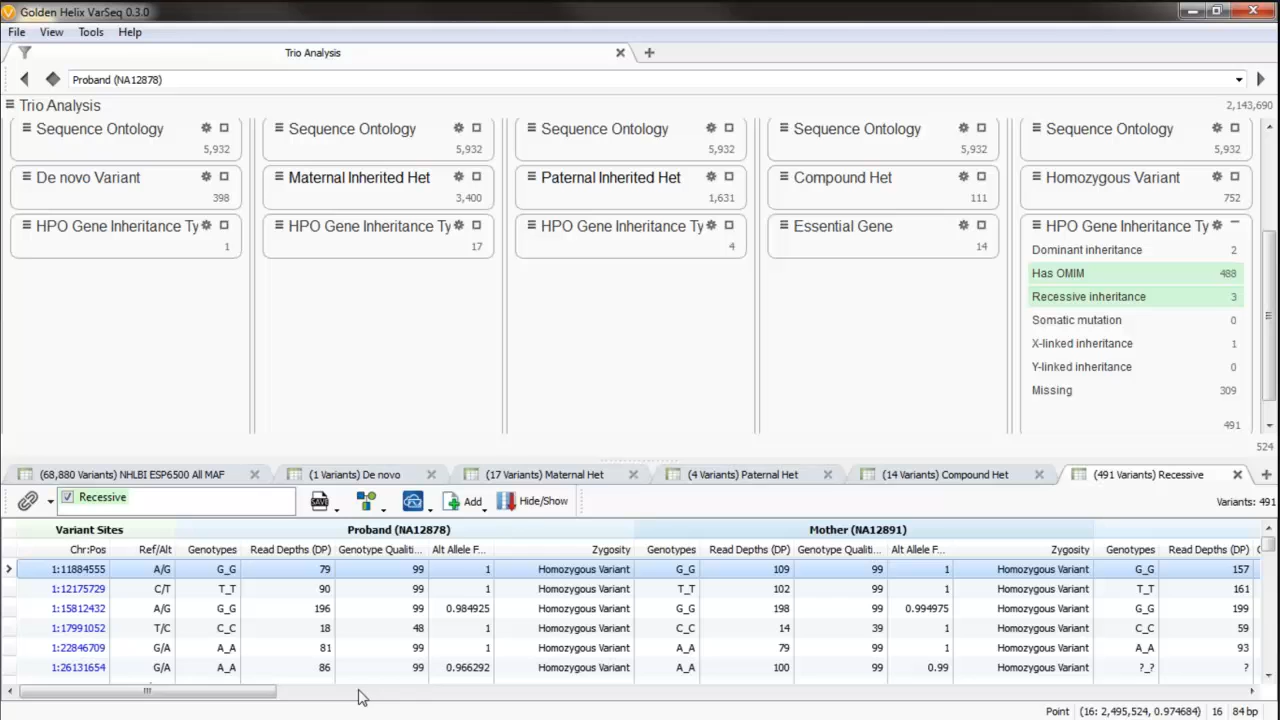 Golden Helix VarSeq 0.3.0
File View Tools Help
Trio Analysis
Proband (NA12878)
Trio Analysis 2,143,690
Sequence Ontology Sequence Ontology Sequence Ontology Sequence Ontology Sequence Ontology
5,932 5,932 5,932 5,932 5,932
De novo Variant Maternal Inherited Het Paternal Inherited Het Compound Het Homozygous Variant
398 3,400 1,631 111 752
HPO Gene Inheritance Ty HPO Gene Inheritance Ty HPO Gene Inheritance Ty Essential Gene HPO Gene Inheritance Ty
1 17 4 14
Dominant inheritance 2
Has OMIM 488
Recessive inheritance 3
Somatic mutation 0
X-linked inheritance 1
Y-linked inheritance 0
Missing 309
491
524
(68,880 Variants) NHLBI ESP6500 All MAF (1 Variants) De novo (17 Variants) Maternal Het (4 Variants) Paternal Het (14 Variants) Compound Het (491 Variants) Recessive
Recessive SAVE Add Hide/Show Variants: 491
Variant Sites Proband (NA12878) Mother (NA12891)
Chr:Pos Ref/Alt Genotypes Read Depths (DP) Genotype Qualiti... Alt Allele F... Zygosity Genotypes Read Depths (DP) Genotype Qualiti... Alt Allele F... Zygosity Genotypes Read Depths (DP)
1:11884555 A/G G_G 79 99 1 Homozygous Variant G_G 109 99 1 Homozygous Variant G_G 157
1:12175729 C/T T_T 90 99 1 Homozygous Variant T_T 102 99 1 Homozygous Variant T_T 161
1:15812432 A/G G_G 196 99 0.984925 Homozygous Variant G_G 198 99 0.994975 Homozygous Variant G_G 199
1:17991052 T/C C_C 18 48 1 Homozygous Variant C_C 14 39 1 Homozygous Variant C_C 59
1:22846709 G/A A_A 81 99 1 Homozygous Variant A_A 79 99 1 Homozygous Variant A_A 93
1:26131654 G/A A_A 86 99 0.966292 Homozygous Variant A_A 100 99 0.99 Homozygous Variant ?_? ?
Point (16: 2,495,524, 0.974684) 16 84 bp